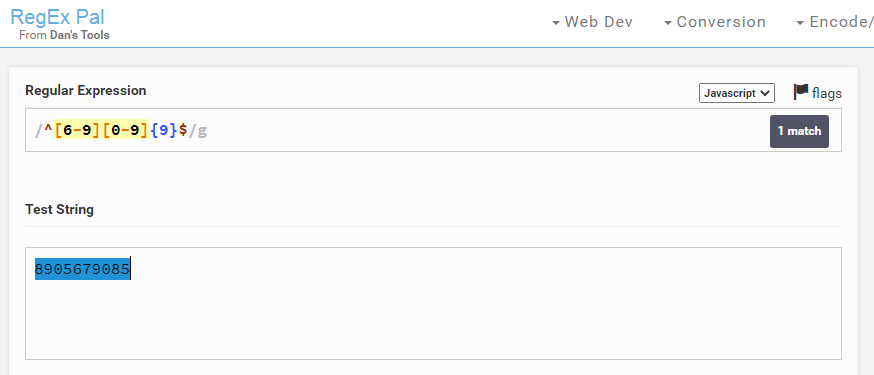 RegEx Pal
From Dan's Tools
Web Dev
Conversion
Encode/
Regular Expression
Javascript
flags
/^[6-9][0-9]{9}$/g
1 match
Test String
8905679085